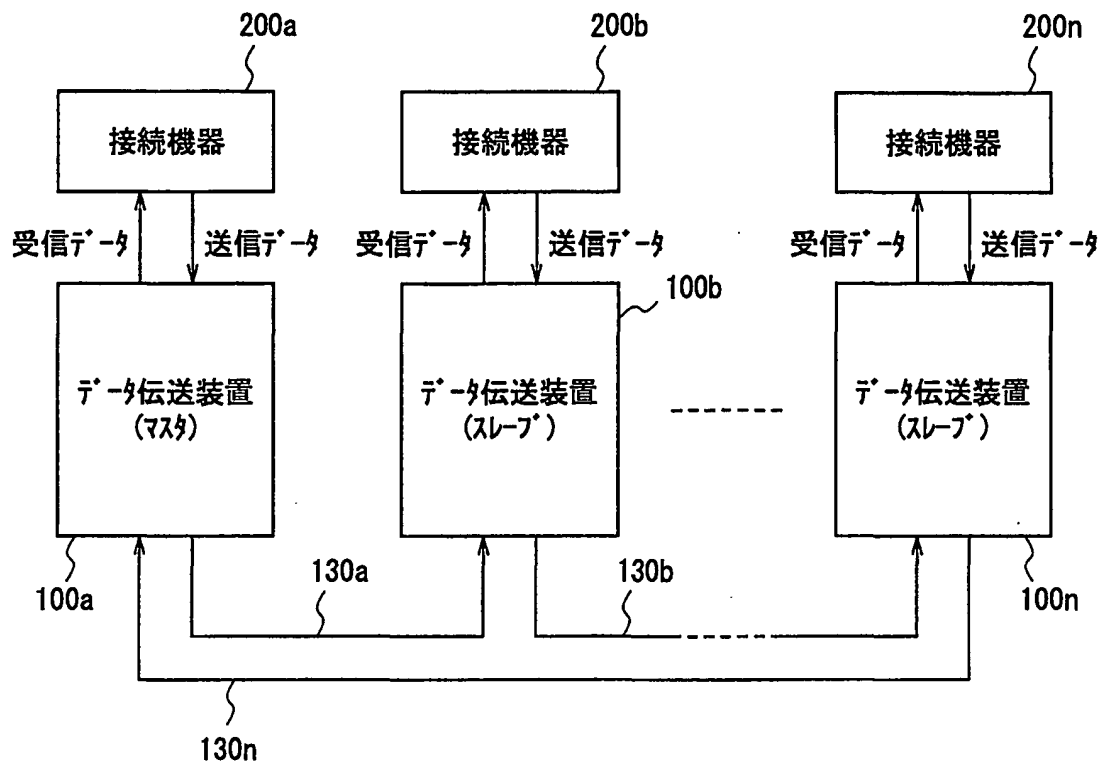 200a
200b
200n
接続機器
接続機器
接続機器
受信ﾃﾞｰﾀ
送信ﾃﾞｰﾀ
受信ﾃﾞｰﾀ
送信ﾃﾞｰﾀ
受信ﾃﾞｰﾀ
送信ﾃﾞｰﾀ
100b
ﾃﾞｰﾀ伝送装置
(ﾏｽﾀ)
ﾃﾞｰﾀ伝送装置
(ｽﾚｰﾌﾞ)
ﾃﾞｰﾀ伝送装置
(ｽﾚｰﾌﾞ)
100a
130a
130b
100n
130n